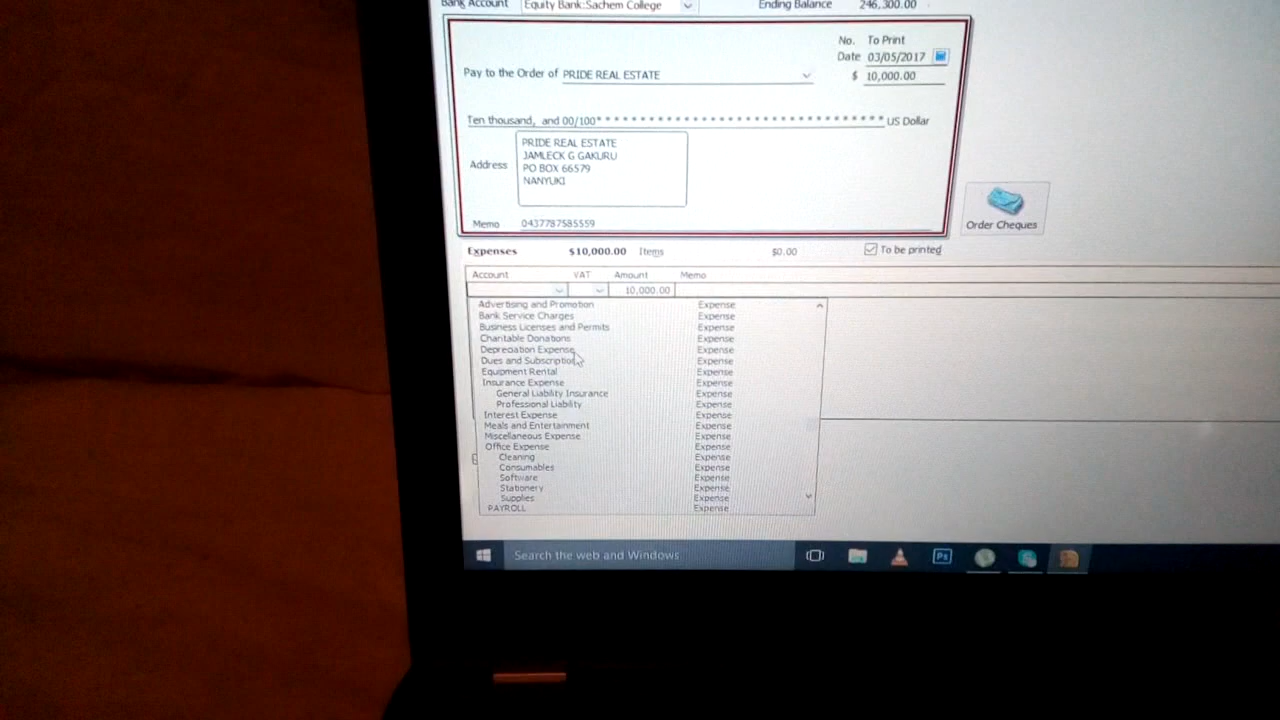 Bank Account Equity Bank:Sachem College Ending Balance 246,300.00
No. To Print
Date 03/05/2017
Pay to the Order of PRIDE REAL ESTATE $ 10,000.00
Ten thousand, and 00/100* * * * * * * * * * * * * * * * * * * * * * * * * * * * * * * * * US Dollar
Address
PRIDE REAL ESTATE
JAMLECK G GAKURU
PO BOX 66579
NANYUKI
Memo 0437787585559
Order Cheques
Expenses $10,000.00 Items $0.00 To be printed
Account VAT Amount Memo
10,000.00
Advertising and Promotion Expense
Bank Service Charges Expense
Business Licenses and Permits Expense
Charitable Donations Expense
Depreciation Expense Expense
Dues and Subscription Expense
Equipment Rental Expense
Insurance Expense Expense
General Liability Insurance Expense
Professional Liability Expense
Interest Expense Expense
Meals and Entertainment Expense
Miscellaneous Expense Expense
Office Expense Expense
Cleaning Expense
Consumables Expense
Software Expense
Stationery Expense
Supplies Expense
PAYROLL Expense
Search the web and Windows
Ps